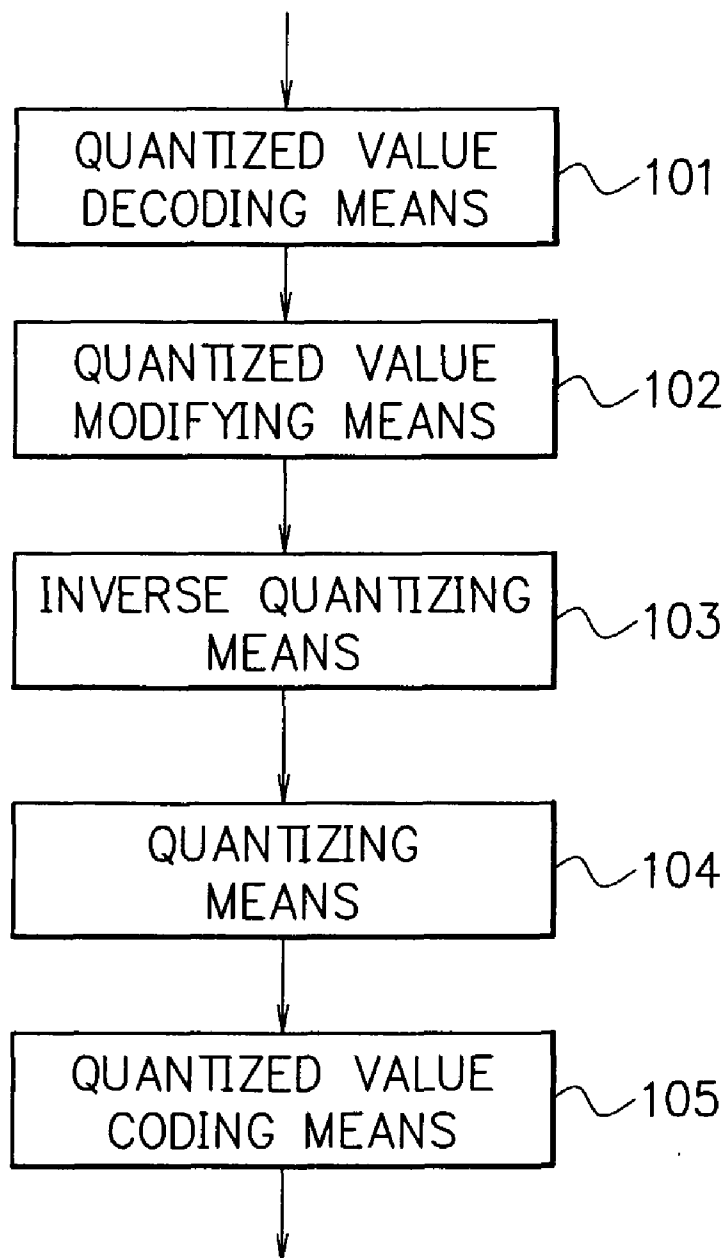 QUANTIZED VALUE
DECODING MEANS
101
QUANTIZED VALUE
MODIFYING MEANS
102
INVERSE QUANTIZING
MEANS
103
QUANTIZING
MEANS
104
QUANTIZED VALUE
CODING MEANS
105